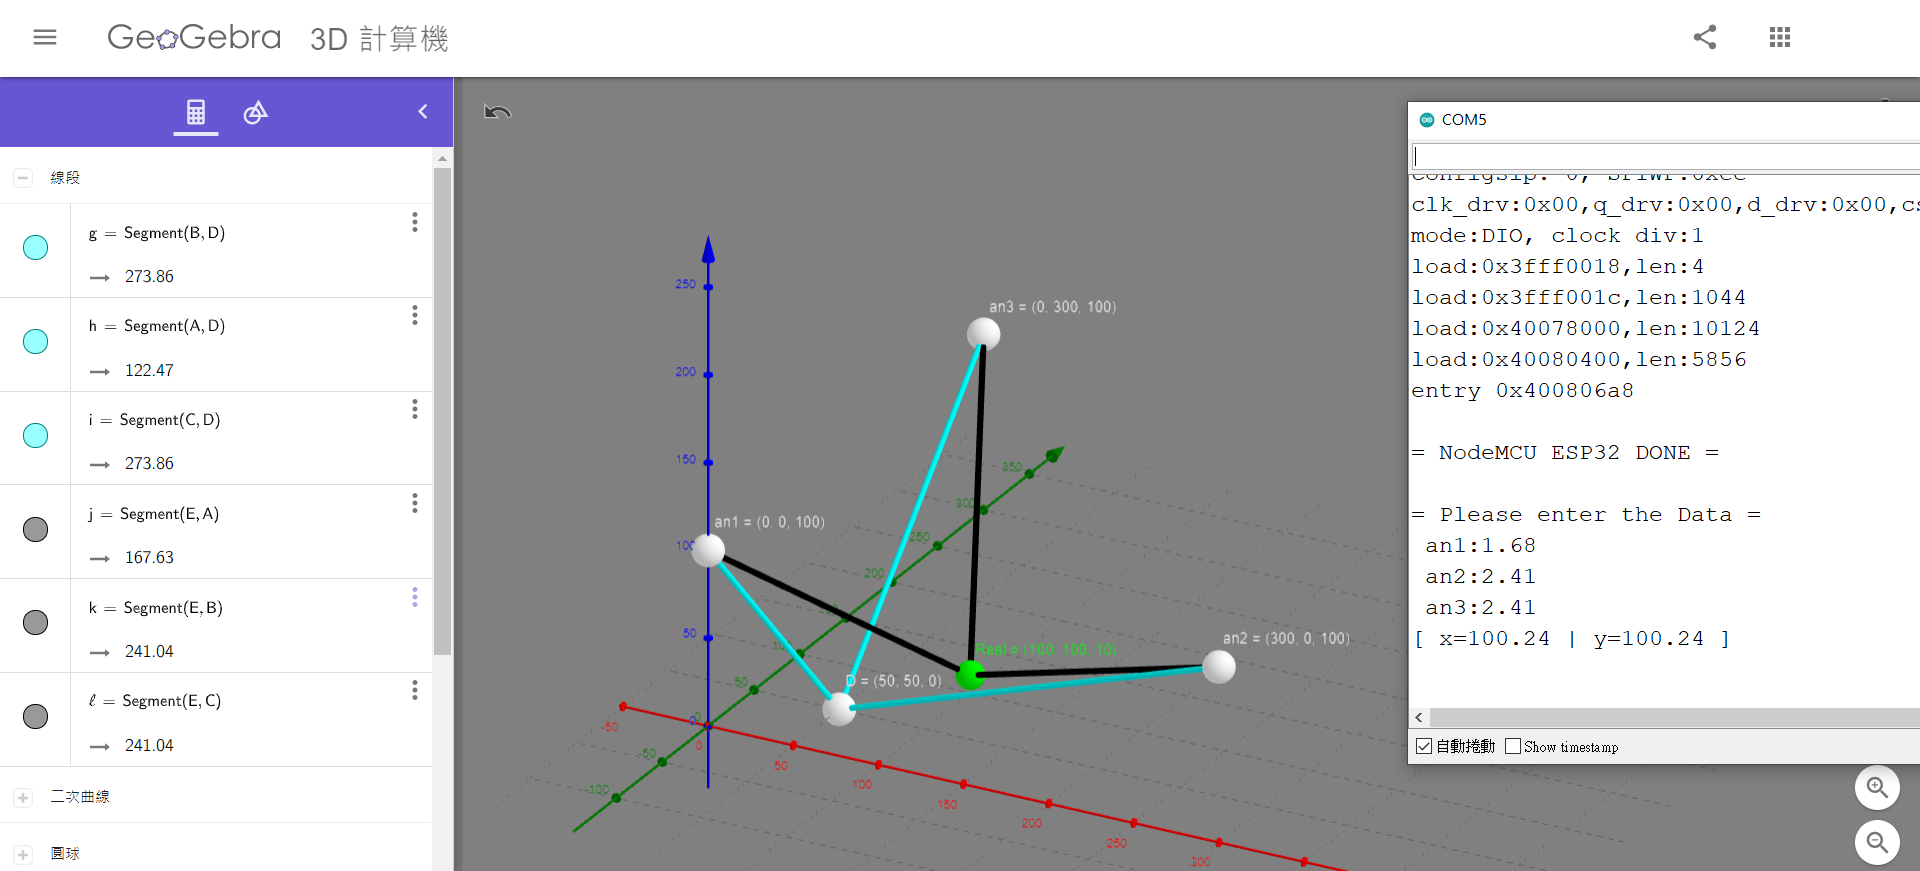 GeoGebra 3D 計算機
線段
g = Segment(B, D)
→ 273.86
h = Segment(A, D)
→ 122.47
i = Segment(C, D)
→ 273.86
j = Segment(E, A)
→ 167.63
k = Segment(E, B)
→ 241.04
ℓ = Segment(E, C)
→ 241.04
二次曲線
圓球
250
200
150
100
50
0
an3 = (0. 300, 100)
an1 = (0. 0, 100)
an2 = (300, 0, 100)
Real = (100, 100, 10)
D = (50, 50, 0)
350
300
250
200
100
50
0
-50
-100
-50
0
50
100
150
200
250
300
COM5
clk_drv:0x00,q_drv:0x00,d_drv:0x00,cs
mode:DIO, clock div:1
load:0x3fff0018,len:4
load:0x3fff001c,len:1044
load:0x40078000,len:10124
load:0x40080400,len:5856
entry 0x400806a8
= NodeMCU ESP32 DONE =
= Please enter the Data =
an1:1.68
an2:2.41
an3:2.41
[ x=100.24 | y=100.24 ]
自動捲動 Show timestamp